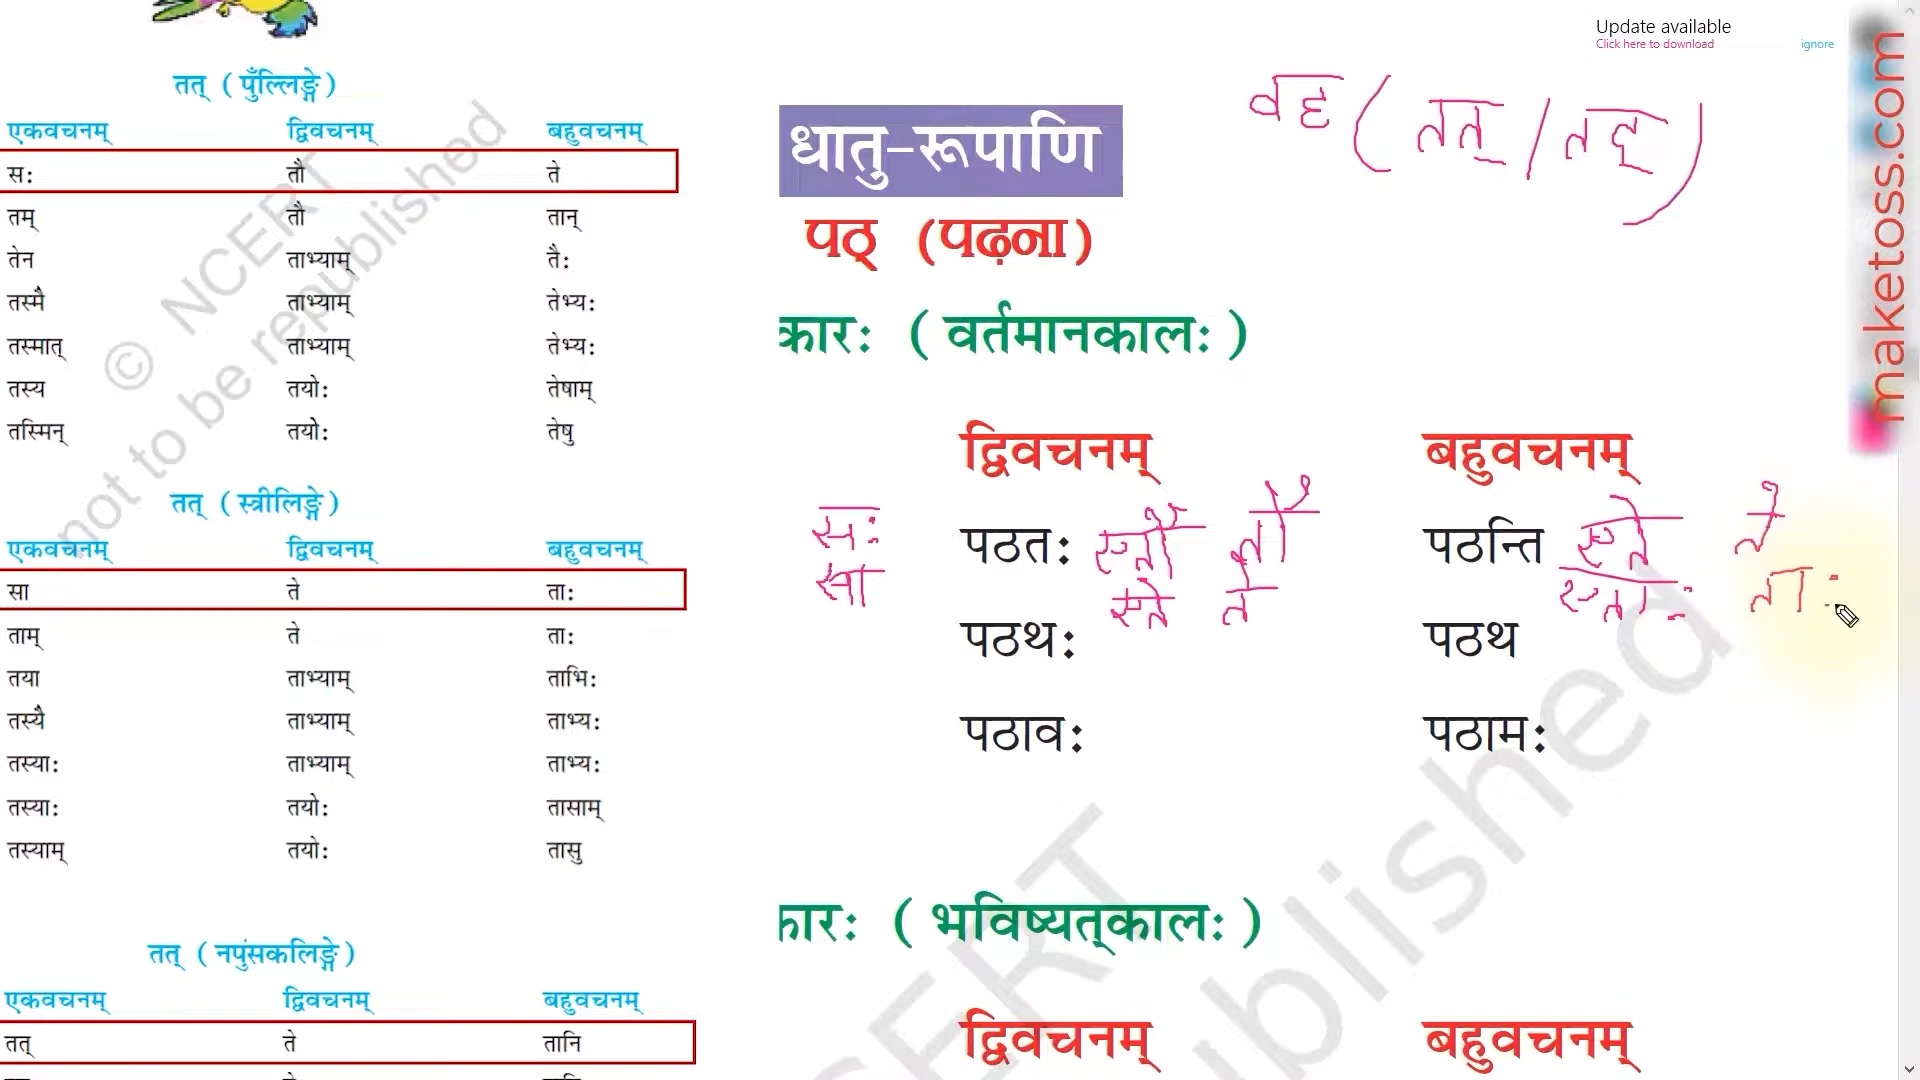 Update available
Click here to download ignore
तत् ( पुँल्लिङ्गे )
एकवचनम् द्विवचनम् बहुवचनम्
सः तौ ते
तम् तौ तान्
तेन ताभ्याम् तैः
तस्मै ताभ्याम् तेभ्यः
तस्मात् ताभ्याम् तेभ्यः
तस्य तयोः तेषाम्
तस्मिन् तयोः तेषु
तत् ( स्त्रीलिङ्गे )
एकवचनम् द्विवचनम् बहुवचनम्
सा ते ताः
ताम् ते ताः
तया ताभ्याम् ताभिः
तस्यै ताभ्याम् ताभ्यः
तस्याः ताभ्याम् ताभ्यः
तस्याः तयोः तासाम्
तस्याम् तयोः तासु
तत् ( नपुंसकलिङ्गे )
एकवचनम् द्विवचनम् बहुवचनम्
तत् ते तानि
© NCERT
not to be republished
वह ( तत् / तद् )
धातु-रूपाणि
पठ् (पढ़ना)
कारः ( वर्तमानकालः )
द्विवचनम् बहुवचनम्
सः पठतः स्तौ तौ पठन्ति स्ते ते
सा स्ते ते स्ताः ताः
पठथः पठथ
पठावः पठामः
कारः ( भविष्यत्कालः )
द्विवचनम् बहुवचनम्
maketoss.com